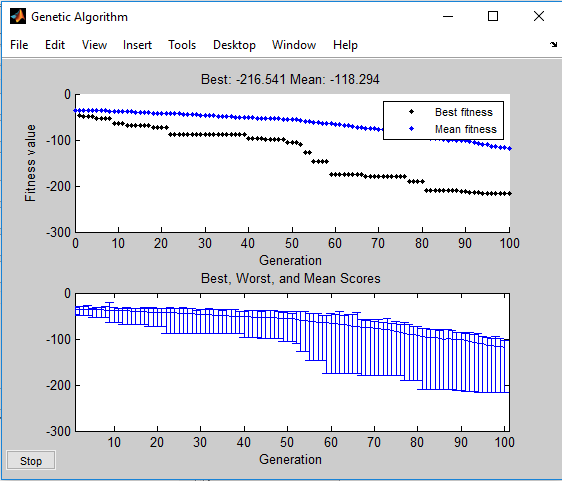 Genetic Algorithm
File Edit View Insert Tools Desktop Window Help
Best: -216.541 Mean: -118.294
0
-100
-200
-300
Fitness value
Best fitness
Mean fitness
0 10 20 30 40 50 60 70 80 90 100
Generation
Best, Worst, and Mean Scores
0
-100
-200
-300
10 20 30 40 50 60 70 80 90 100
Generation
Stop